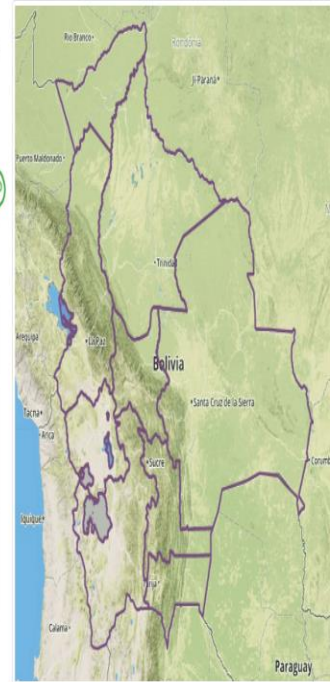 Rio Branco
Rondônia
Ji-Paraná
Puerto Maldonado
Trinidad
La Paz
Arequipa
Bolivia
Santa Cruz de la Sierra
Tacna
Arica
Corumb
Sucre
Iquique
Calama
Paraguay